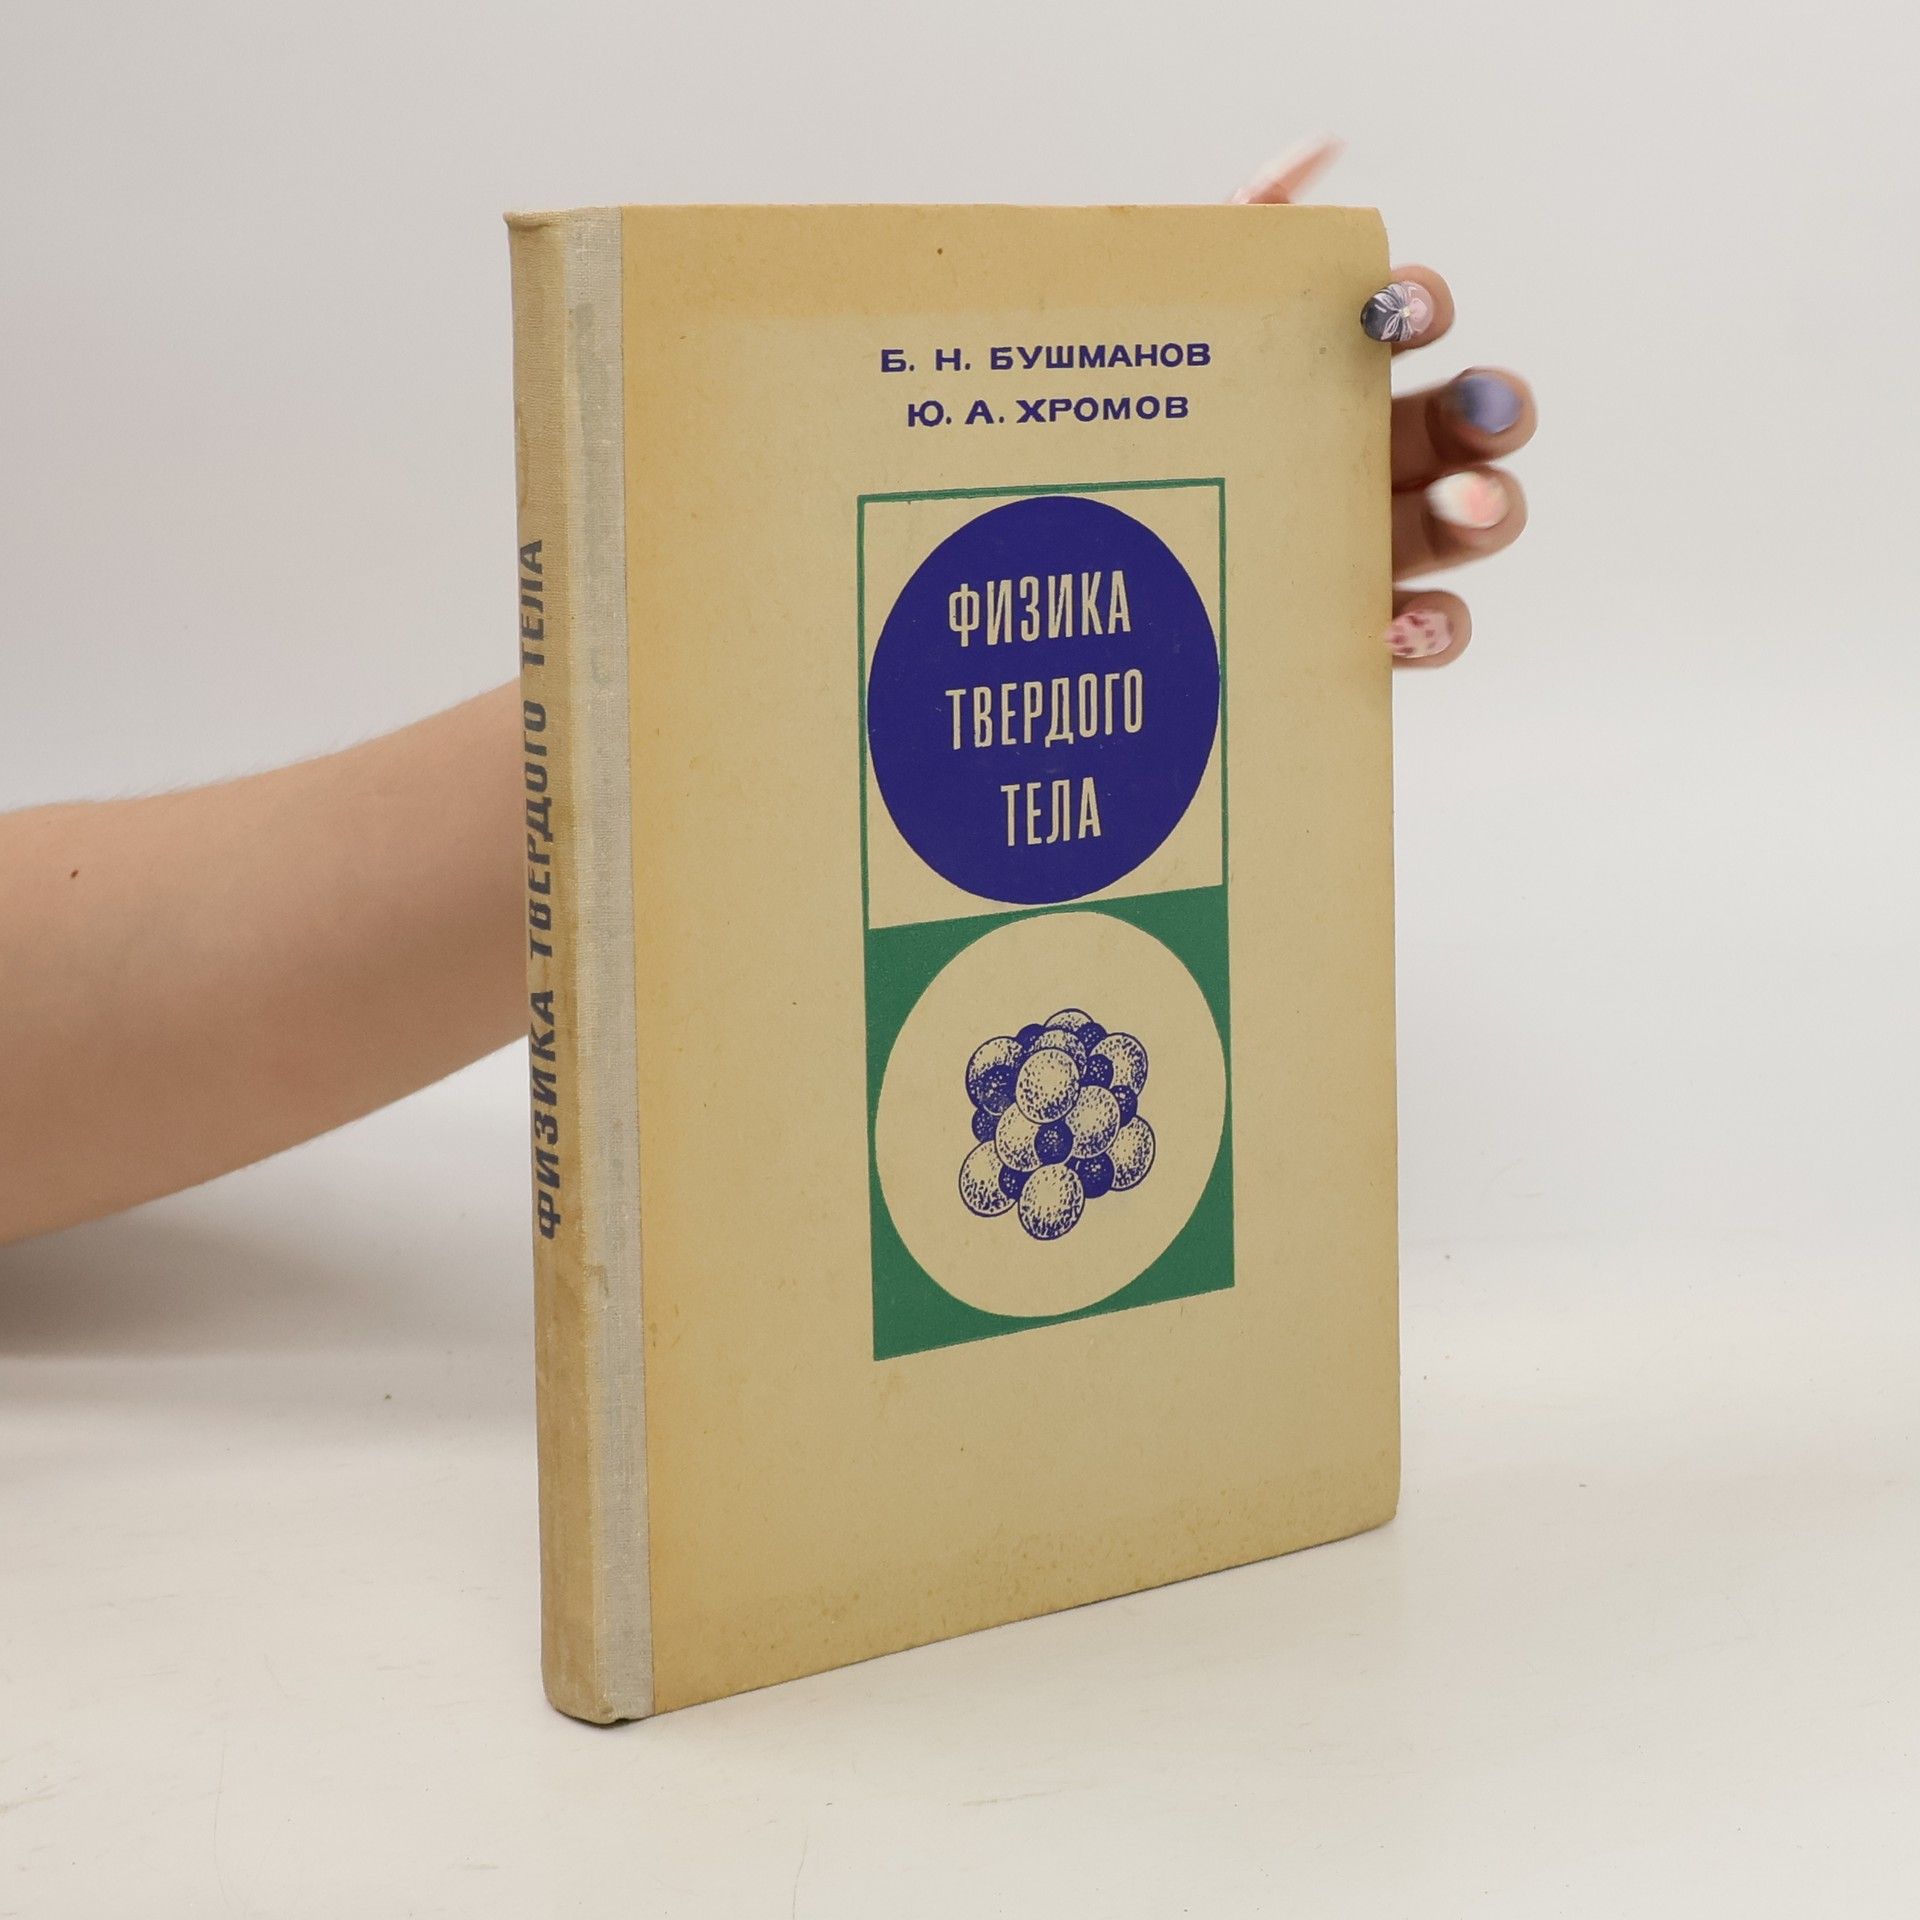 Б. Н. БУШМАНОВ
Ю. А. ХРОМОВ
ФИЗИКА
ТВЕРДОГО
ТЕЛА
ФИЗИКА ТВЕРДОГО ТЕЛА